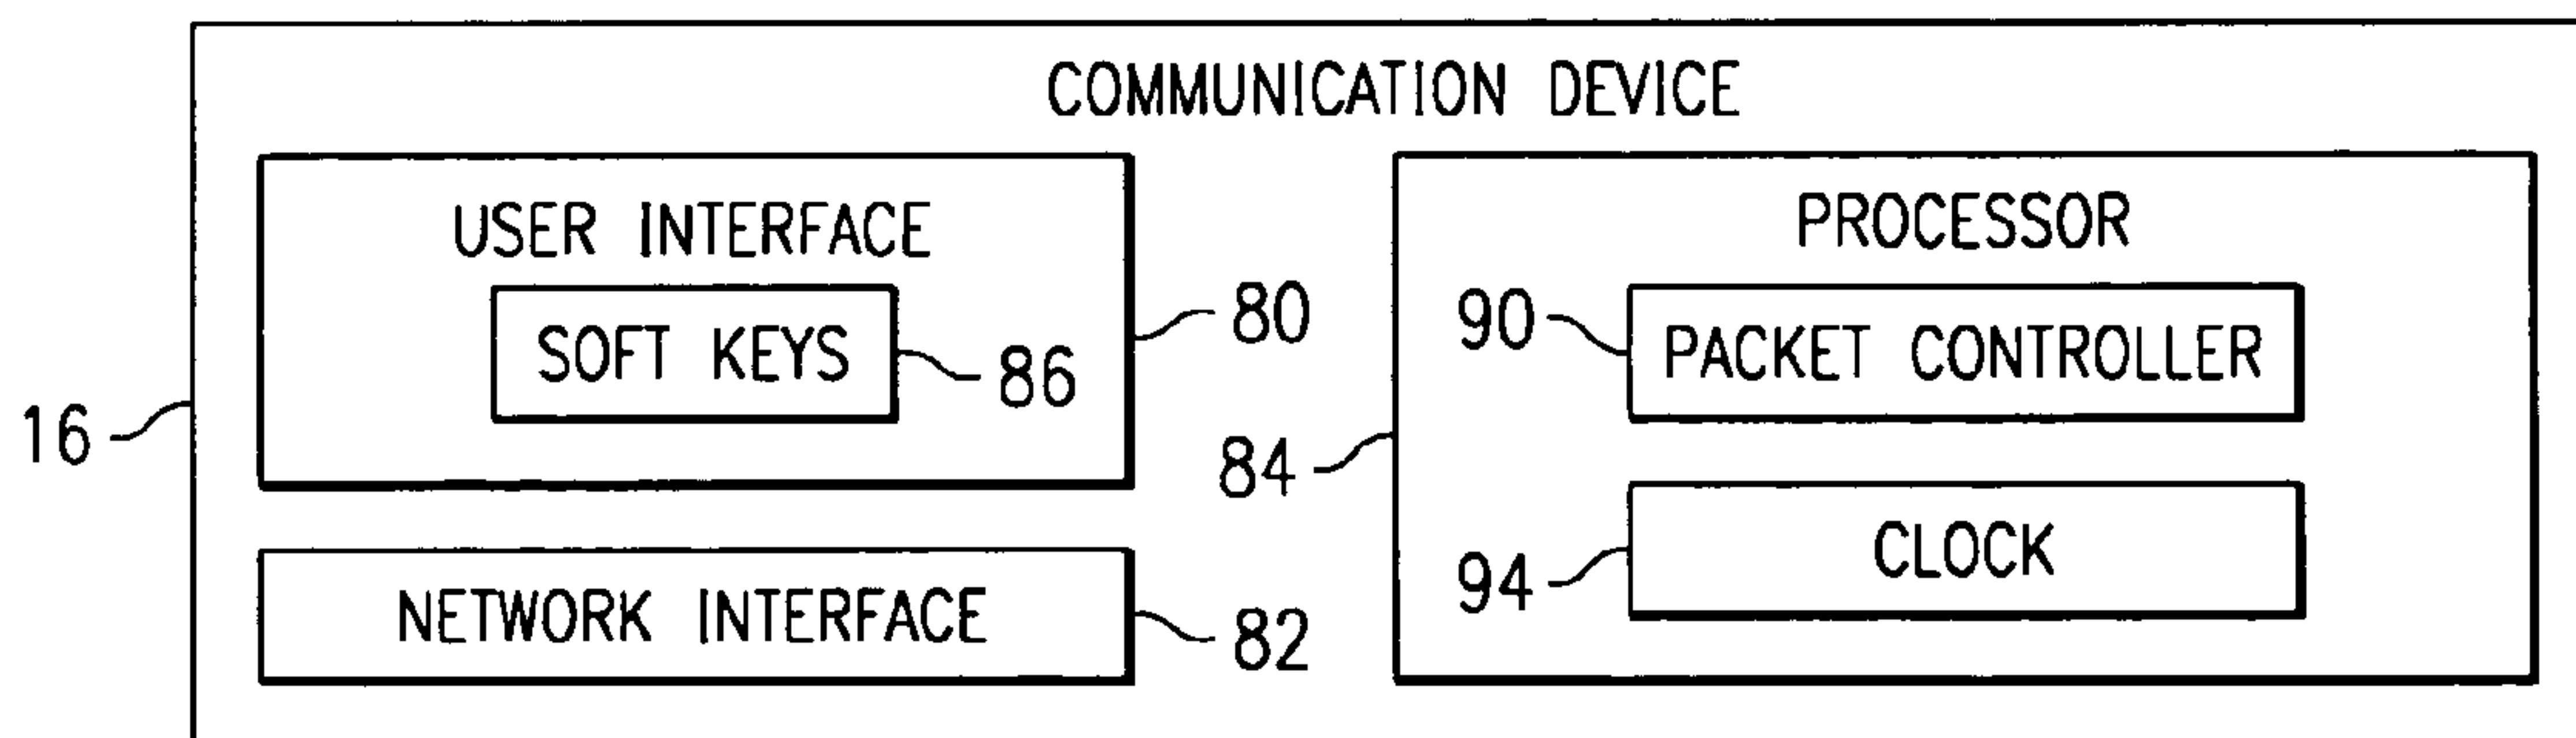 COMMUNICATION DEVICE
USER INTERFACE
SOFT KEYS
86
80
16
NETWORK INTERFACE
82
PROCESSOR
84
90
PACKET CONTROLLER
94
CLOCK